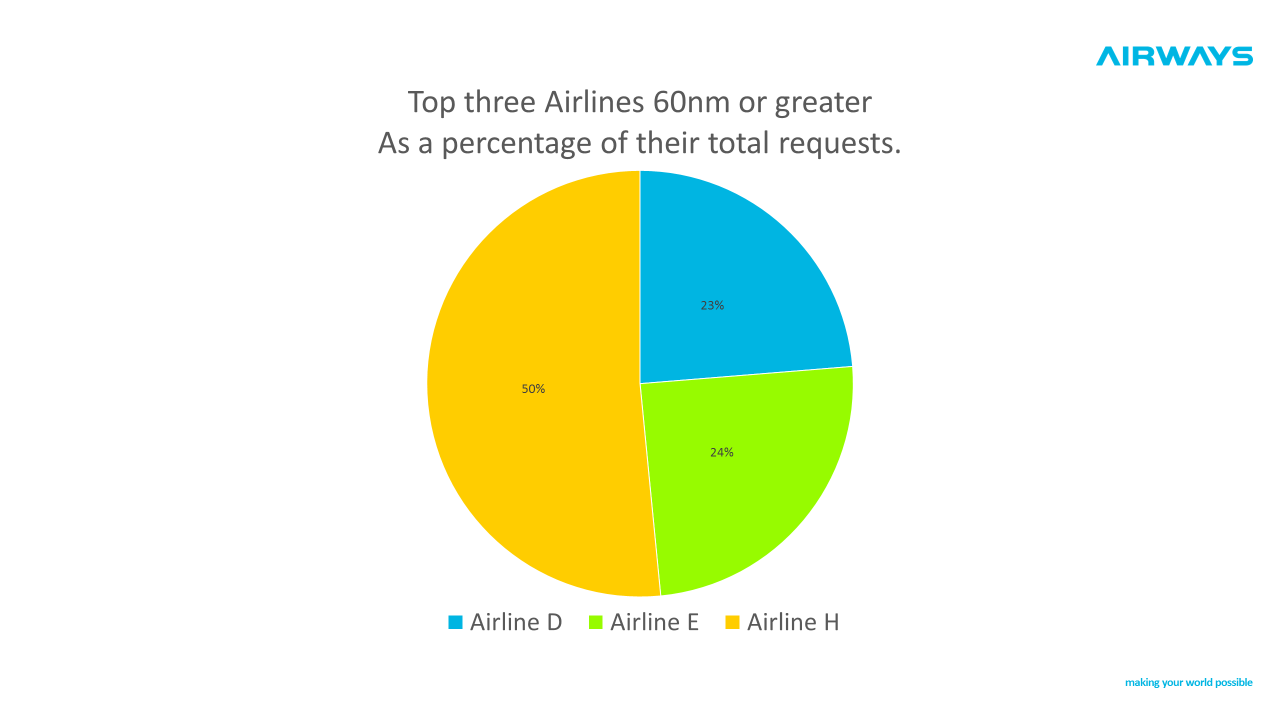 AIRWAYS
Top three Airlines 60nm or greater
As a percentage of their total requests.
23%
50%
24%
Airline D Airline E Airline H
making your world possible